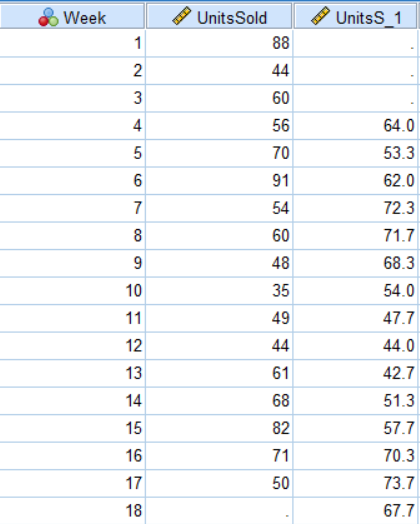 Week UnitsSold UnitsS_1
1 88 .
2 44 .
3 60 .
4 56 64.0
5 70 53.3
6 91 62.0
7 54 72.3
8 60 71.7
9 48 68.3
10 35 54.0
11 49 47.7
12 44 44.0
13 61 42.7
14 68 51.3
15 82 57.7
16 71 70.3
17 50 73.7
18 . 67.7